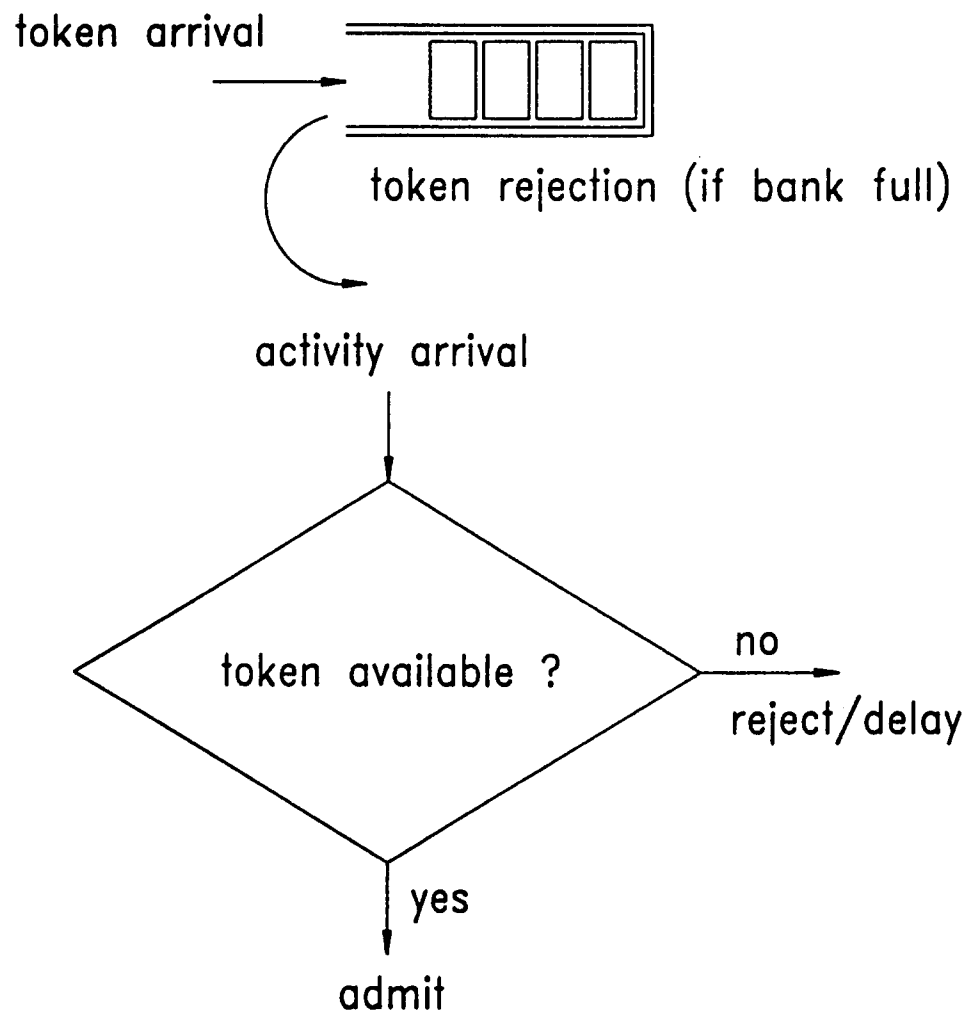 token arrival
token rejection (if bank full)
activity arrival
token available ?
no
reject/delay
yes
admit